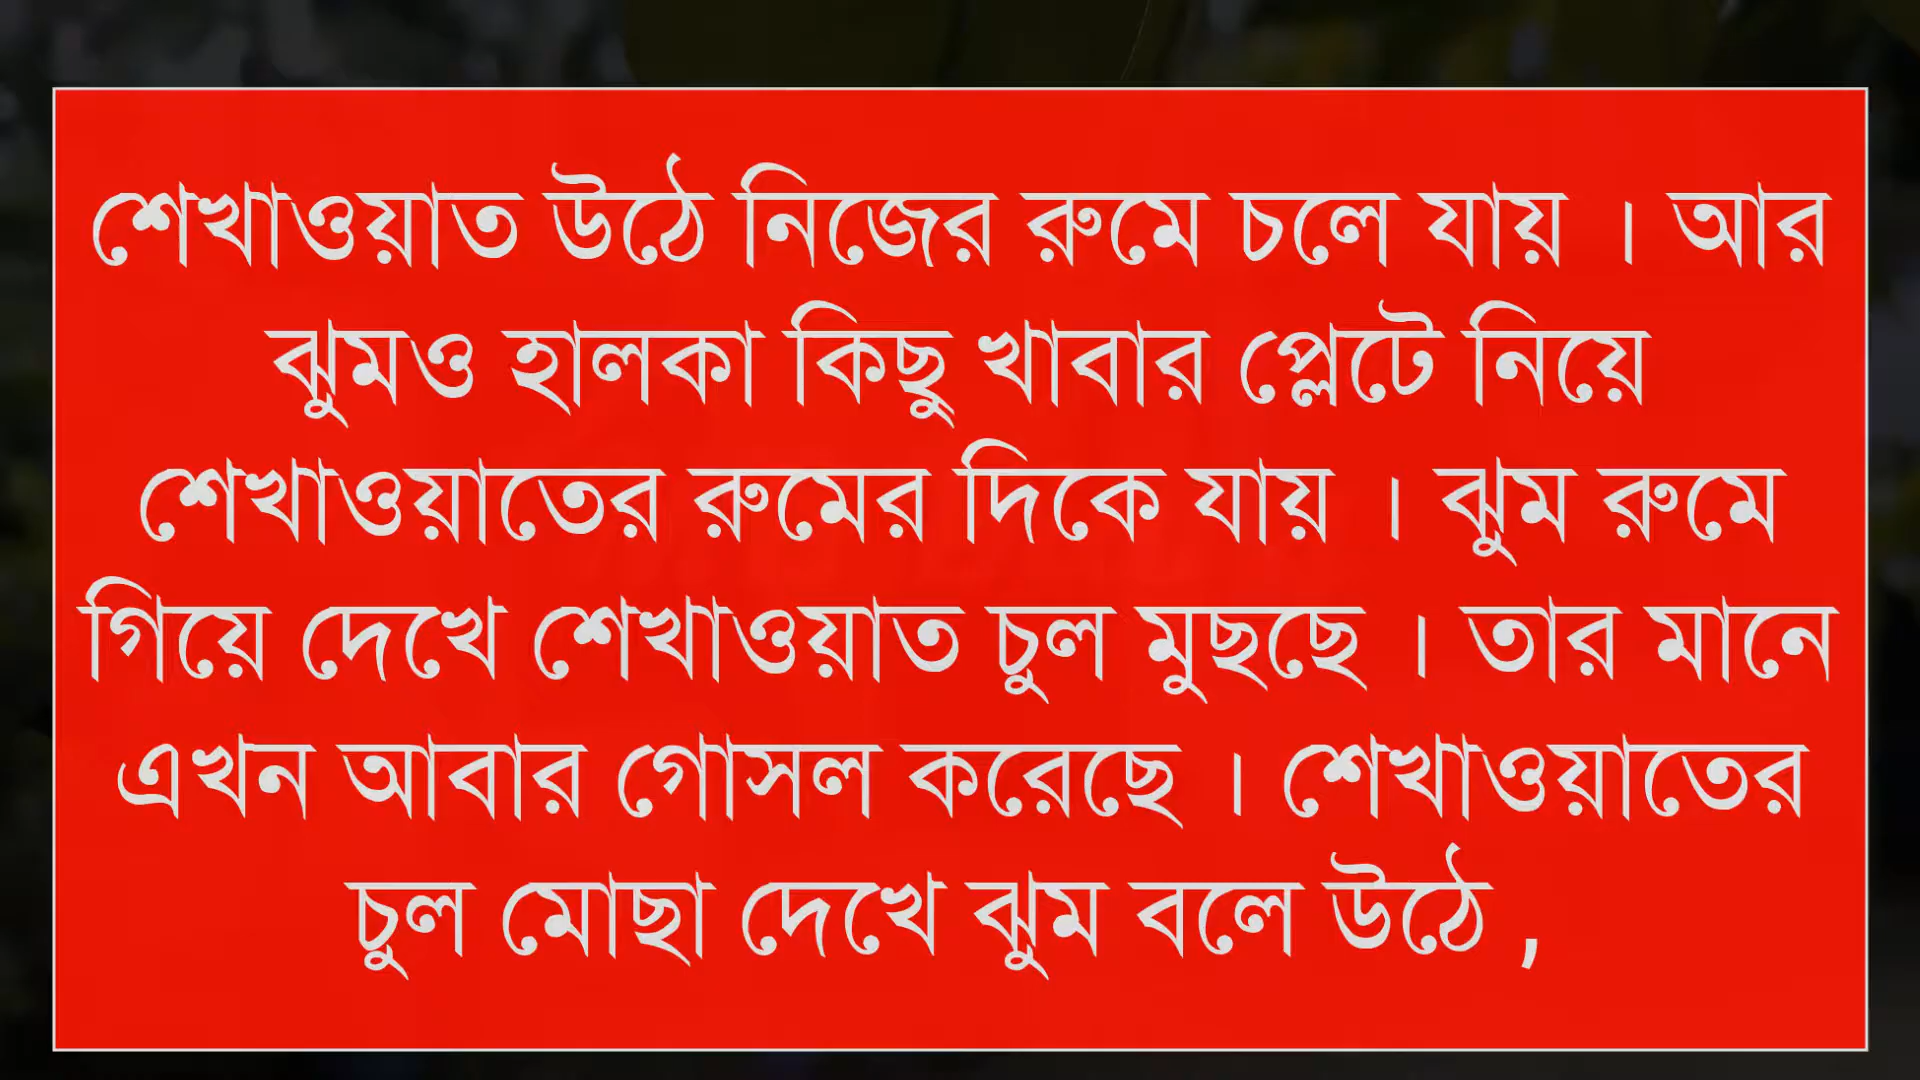 শেখাওয়াত উঠে নিজের রুমে চলে যায় । আর
ঝুমও হালকা কিছু খাবার প্লেটে নিয়ে
শেখাওয়াতের রুমের দিকে যায় । ঝুম রুমে
গিয়ে দেখে শেখাওয়াত চুল মুছছে । তার মানে
এখন আবার গোসল করেছে । শেখাওয়াতের
চুল মোছা দেখে ঝুম বলে উঠে ,